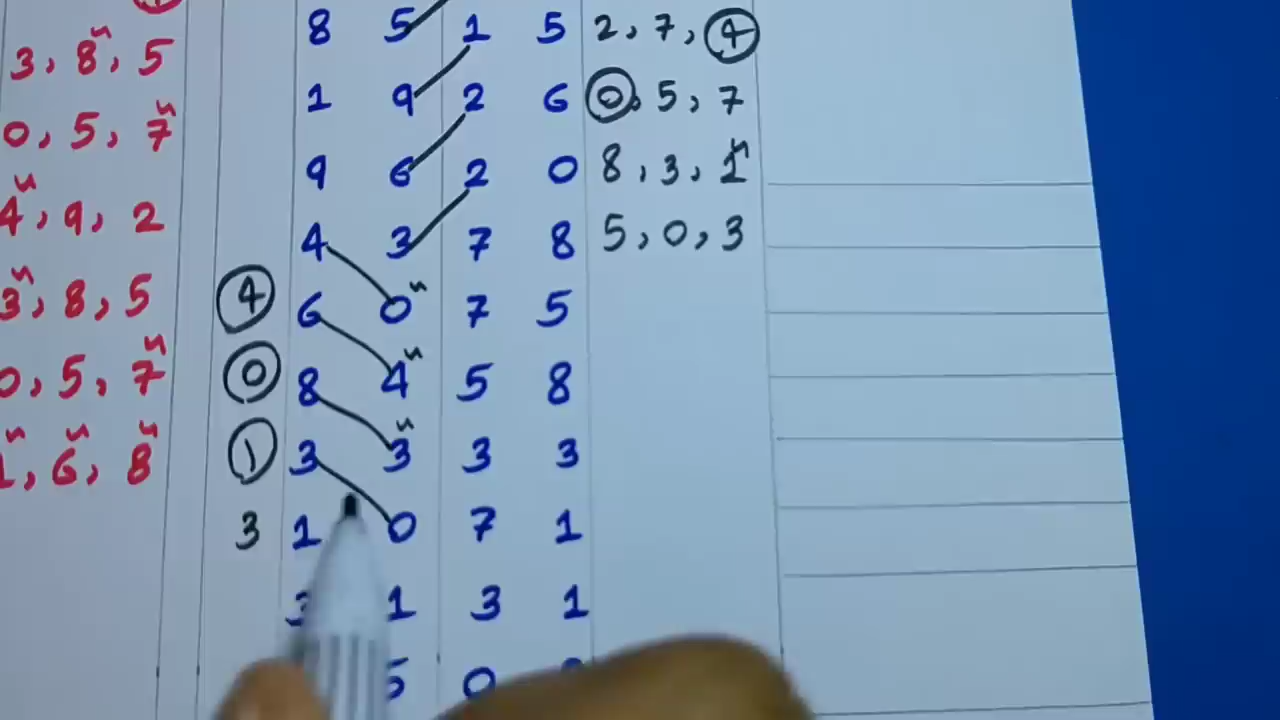 8 5 1 5 2, 7, 4
3, 8, 5 1 9 2 6 0, 5, 7
0, 5, 7 9 6 2 0 8, 3, 1
4, 9, 2 4 3 7 8 5, 0, 3
3, 8, 5 4 6 0 7 5
0, 5, 7 0 8 4 5 8
1, 6, 8 1 3 3 3 3
3 1 0 7 1
3 1 3 1
5 0